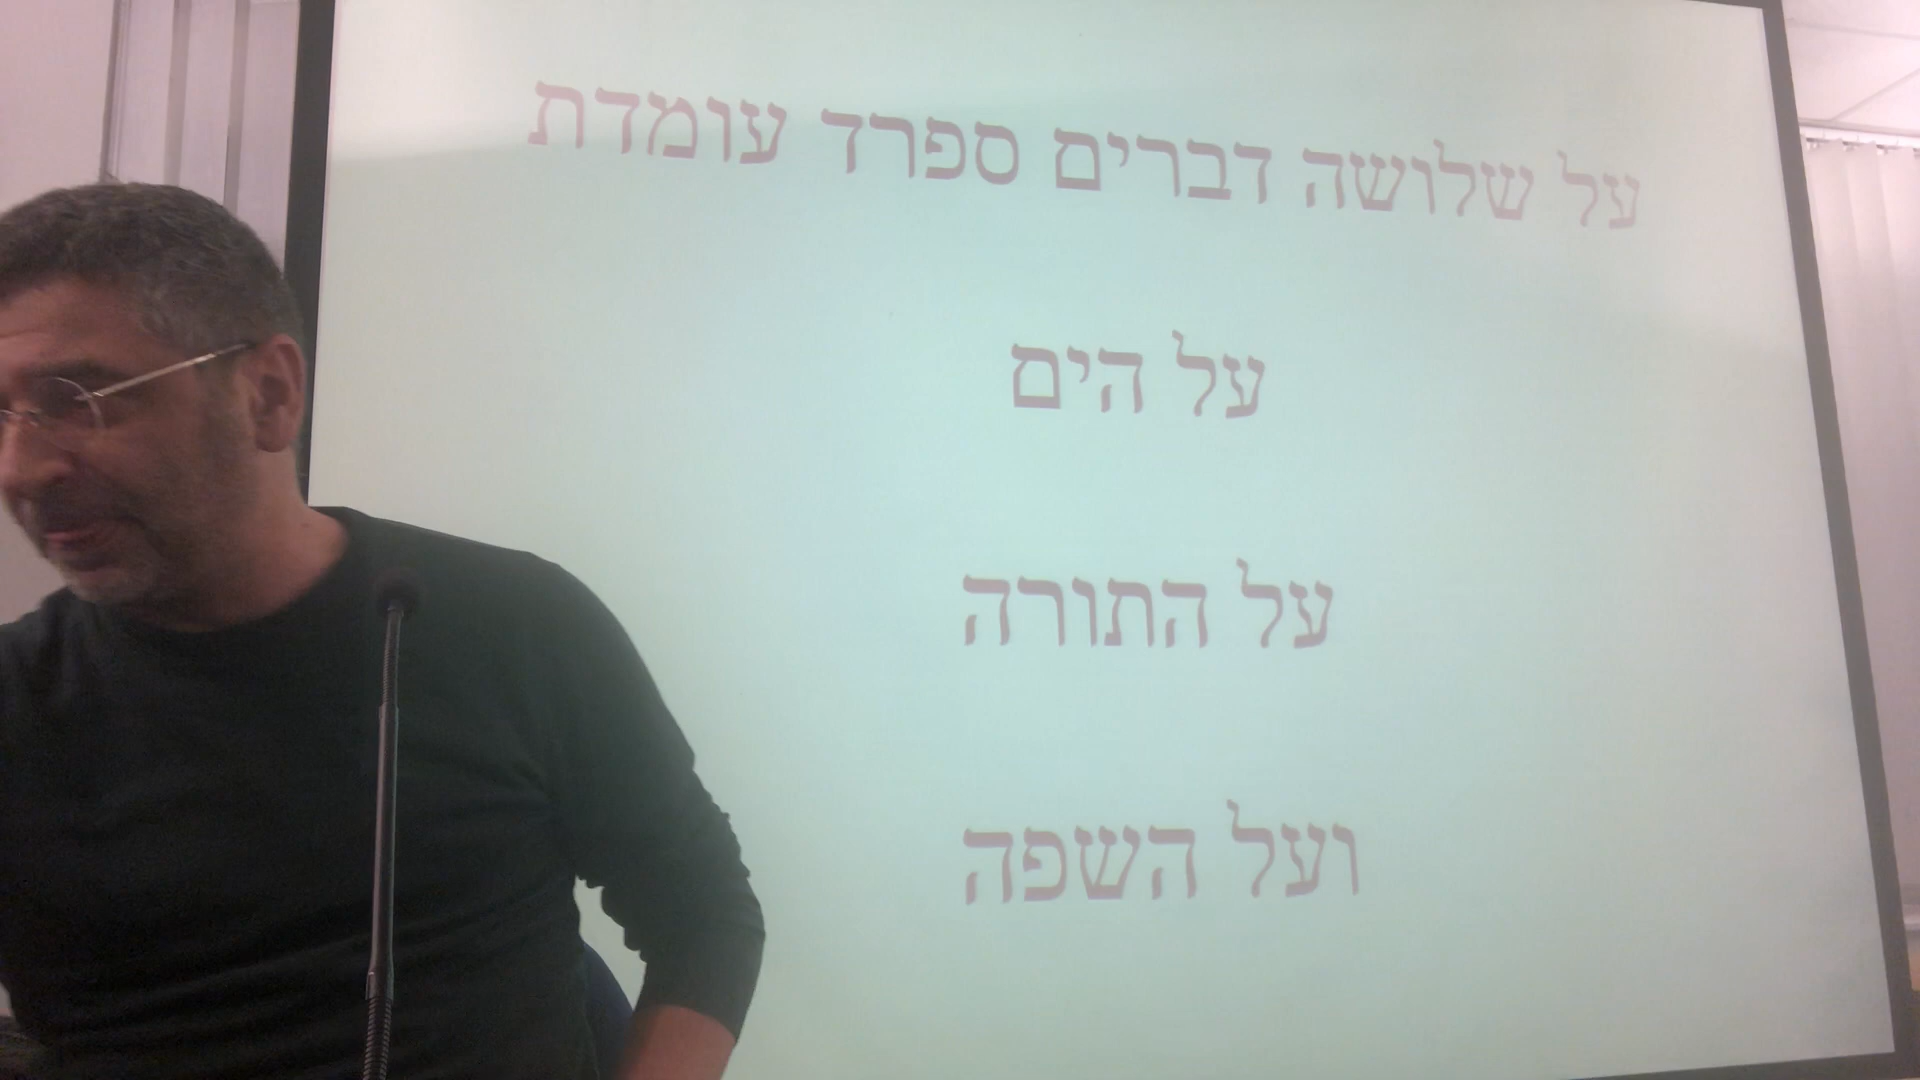 על שלושה דברים ספרד עומדת
על הים
על התורה
ועל השפה